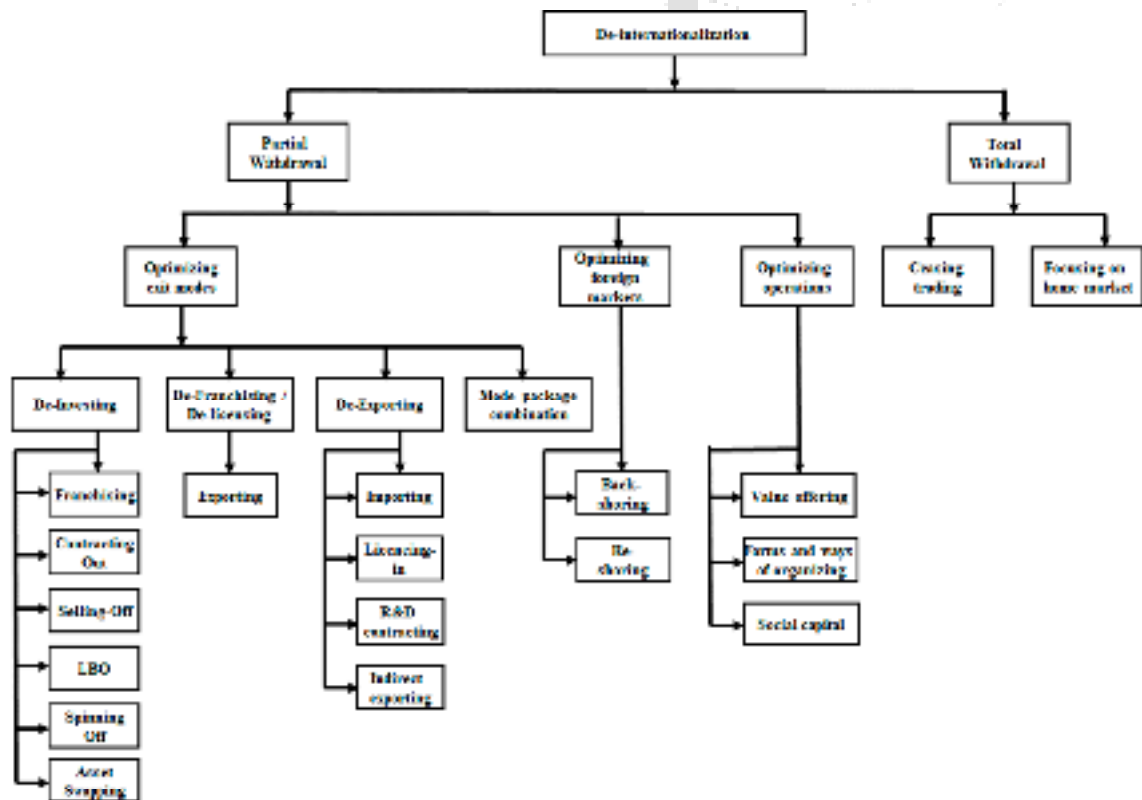 De-internationalization
Partial
Withdrawal
Total
Withdrawal
Optimizing
exit modes
Optimizing
foreign
markets
Optimizing
operations
Ceasing
trading
Focusing on
home market
De-Investing
De-Franchising /
De-licensing
De-Exporting
Mode package
combination
Franchising
Exporting
Importing
Back-
shoring
Value offering
Contracting
Out
Licencing-
in
Re-
shoring
Forms and ways
of organizing
Selling-Off
R&D
contracting
Social capital
LBO
Indirect
exporting
Spinning
Off
Asset
Swapping